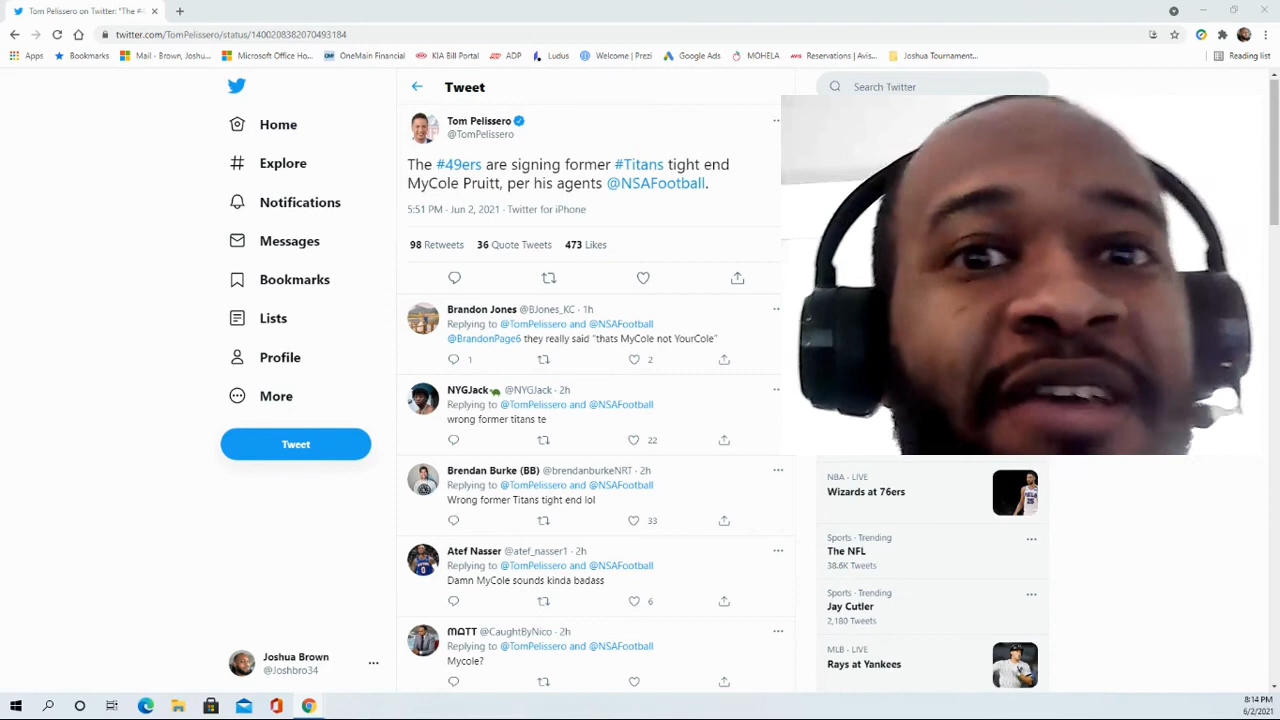 Tom Pelissero on Twitter: "The #4
twitter.com/TomPelissero/status/1400208382070493184
Apps
Bookmarks
Mail - Brown, Joshu...
Microsoft Office Ho...
OneMain Financial
KIA Bill Portal
ADP
Ludus
Welcome | Prezi
Google Ads
MOHELA
Reservations | Avis...
Joshua Tournament...
Reading list
Home
Explore
Notifications
Messages
Bookmarks
Lists
Profile
More
Tweet
Joshua Brown
@Joshbro34
Tweet
Tom Pelissero
@TomPelissero
The #49ers are signing former #Titans tight end
MyCole Pruitt, per his agents @NSAFootball.
5:51 PM · Jun 2, 2021 · Twitter for iPhone
98 Retweets 36 Quote Tweets 473 Likes
Brandon Jones @BJones_KC · 1h
Replying to @TomPelissero and @NSAFootball
@BrandonPage6 they really said "thats MyCole not YourCole"
1 2
NYGJack @NYGJack · 2h
Replying to @TomPelissero and @NSAFootball
wrong former titans te
22
Brendan Burke (BB) @brendanburkeNRT · 2h
Replying to @TomPelissero and @NSAFootball
Wrong former Titans tight end lol
33
Atef Nasser @atef_nasser1 · 2h
Replying to @TomPelissero and @NSAFootball
Damn MyCole sounds kinda badass
6
MATT @CaughtByNico · 2h
Replying to @TomPelissero and @NSAFootball
Mycole?
Search Twitter
NBA · LIVE
Wizards at 76ers
Sports · Trending
The NFL
38.6K Tweets
Sports · Trending
Jay Cutler
2,180 Tweets
MLB · LIVE
Rays at Yankees
8:14 PM
6/2/2021